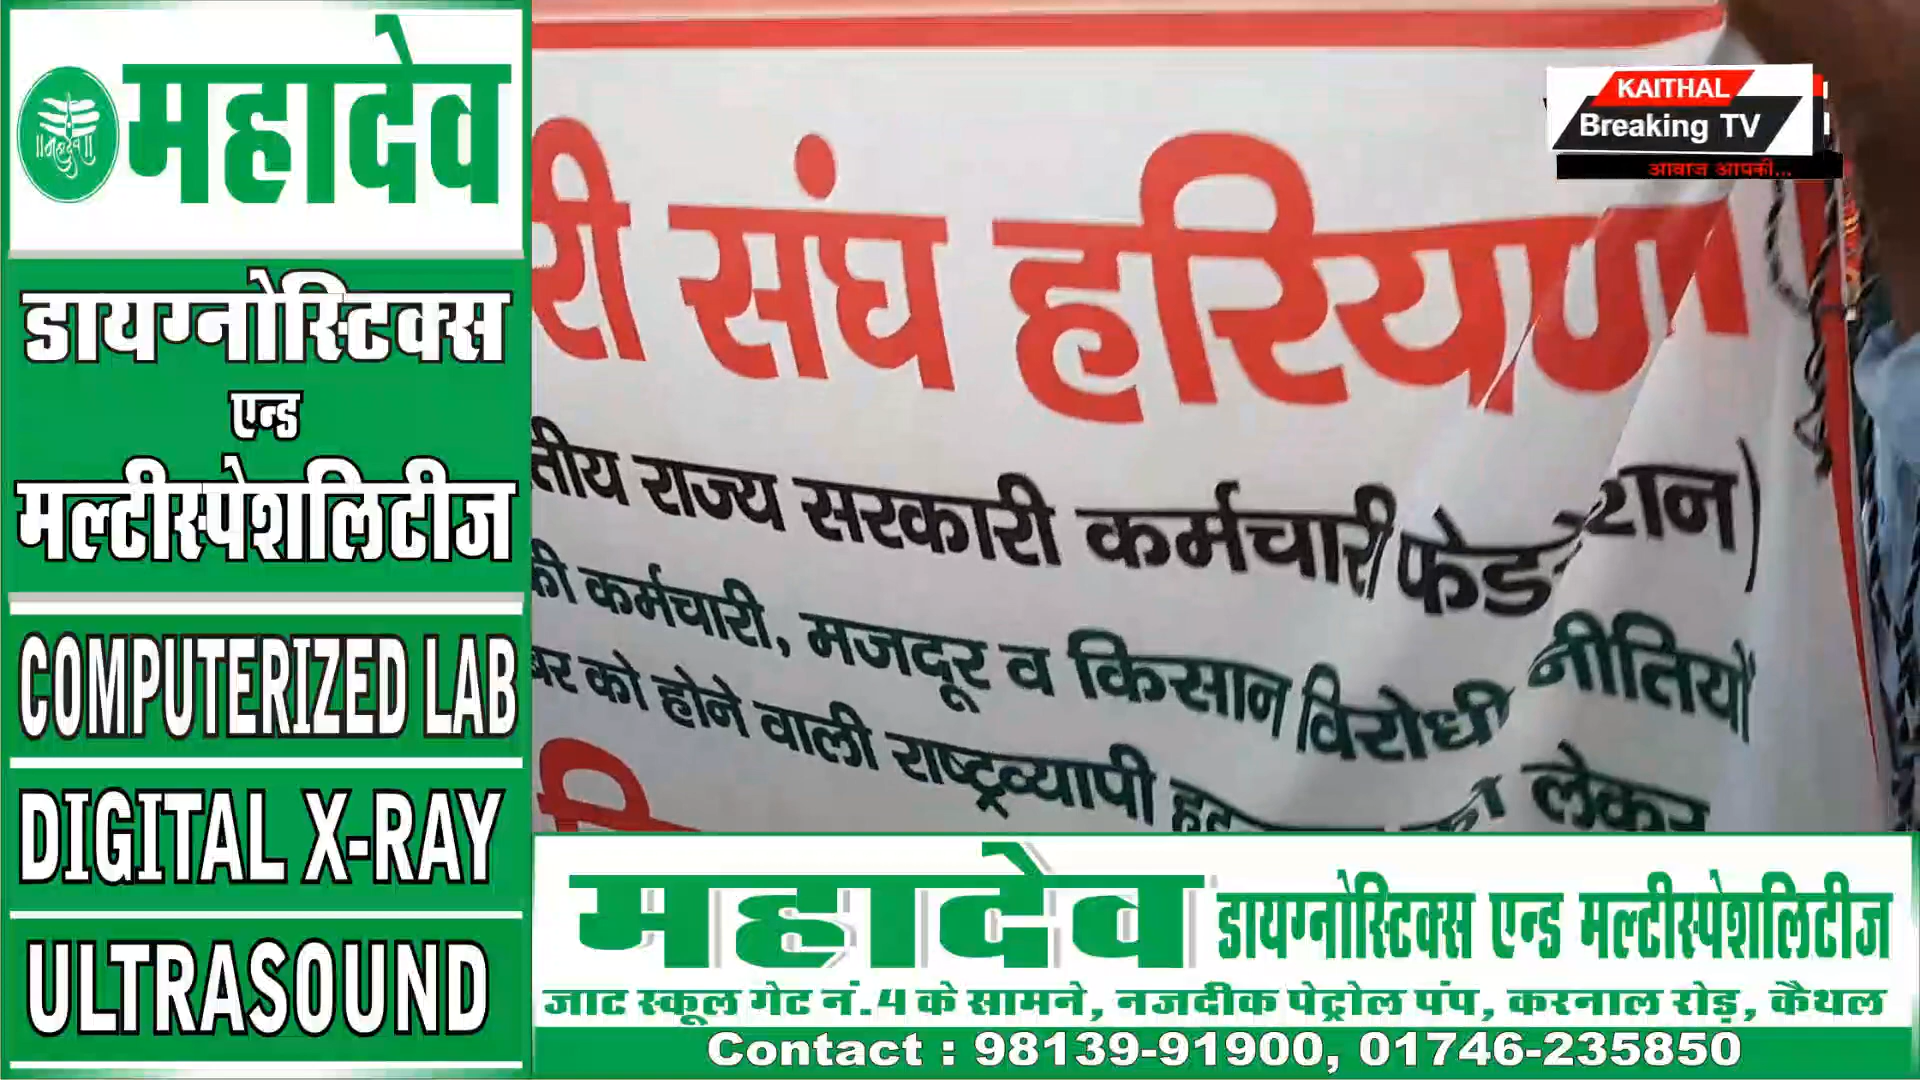 महादेव
॥महादेव॥
डायग्नोस्टिक्स
एन्ड
मल्टीस्पेशलिटीज
COMPUTERIZED LAB
DIGITAL X-RAY
ULTRASOUND
KAITHAL
Breaking TV
आवाज आपकी...
री संघ हरियाणा
तीय राज्य सरकारी कर्मचारी
की कर्मचारी, मजदूर व किसान विरोधी नीतियों
को होने वाली राष्ट्रव्यापी लेकर
महादेव डायग्नोस्टिक्स एन्ड मल्टीस्पेशलिटीज
जाट स्कूल गेट नं.4 के सामने, नजदीक पेट्रोल पंप, करनाल रोड़, कैथल
Contact : 98139-91900, 01746-235850